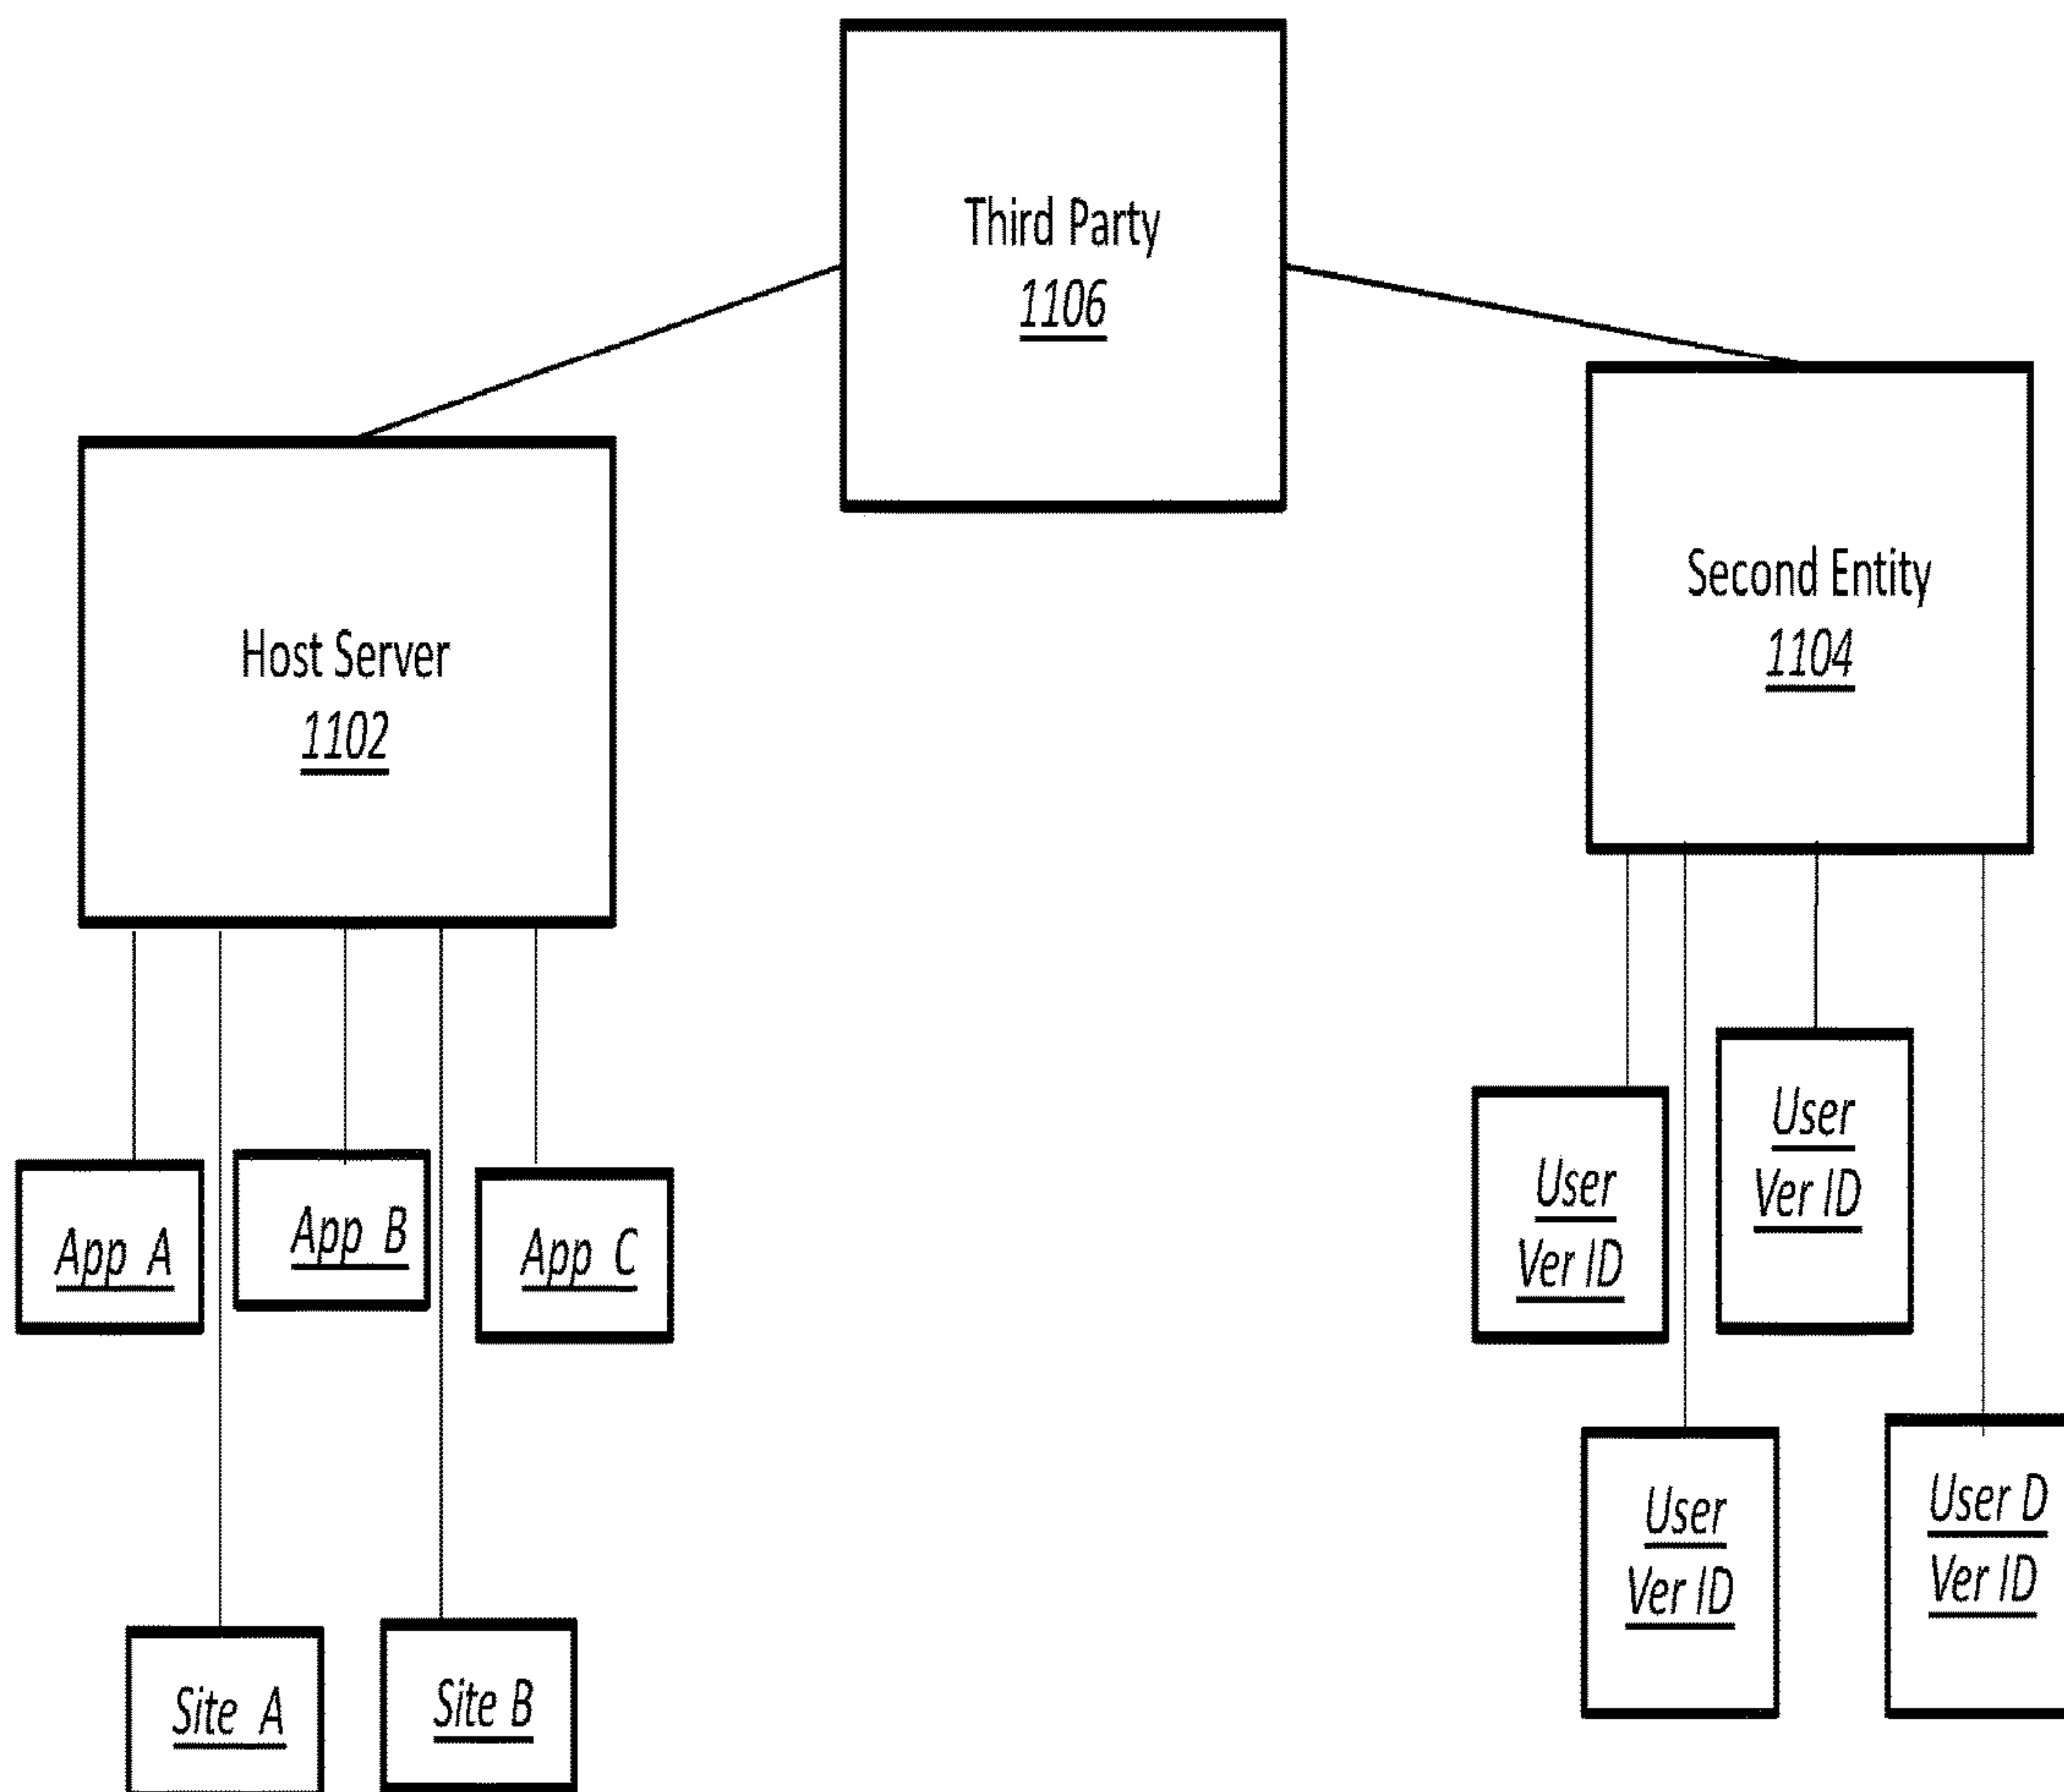 Third Party
1106
Second Entity
1104
Host Server
1102
User
Ver ID
User
Ver ID
App A
App B
App C
User
Ver ID
User D
Ver ID
Site A
Site B